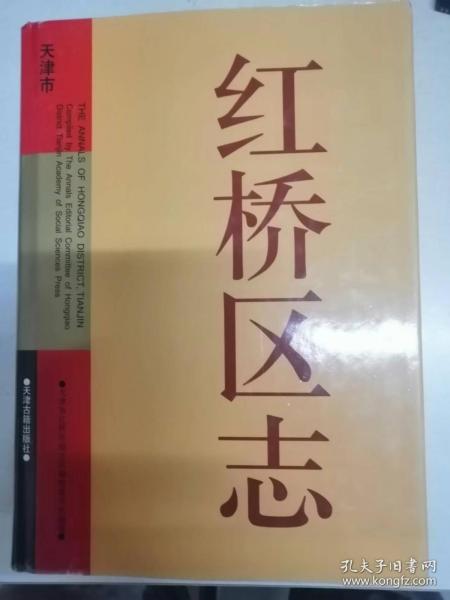 天津市
红桥区志
THE ANNALS OF HONGQIAO DISTRICT, TIANJIN
Compiled by The Annals Editorial Committee of Hongqiao
District Tianjin Academy of Social Sciences Press
●天津古籍出版社●
孔夫子旧书网
www.kongfz.com